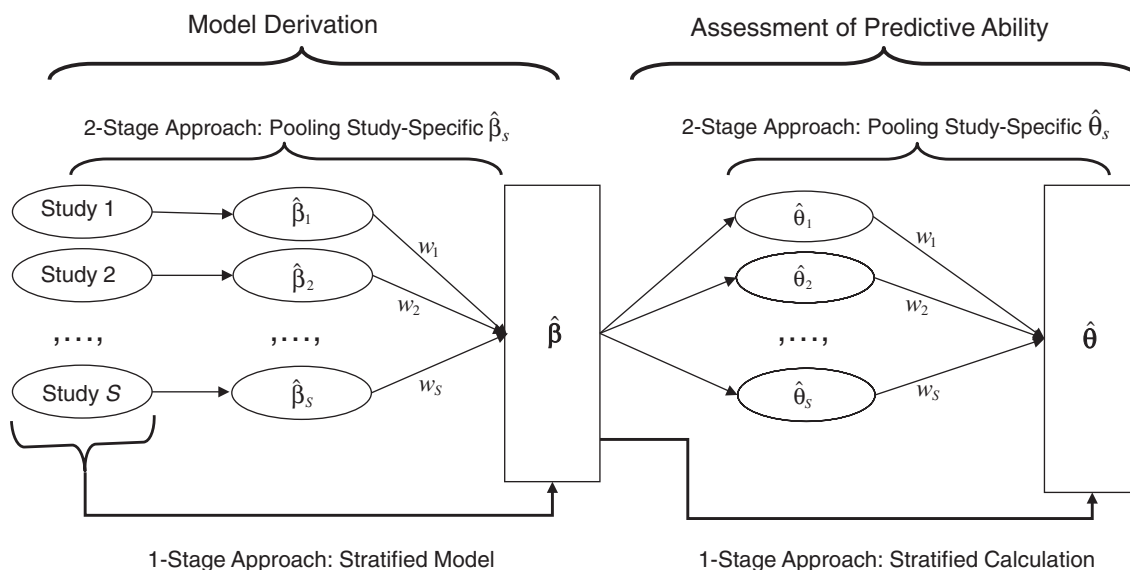 Model Derivation
Assessment of Predictive Ability
2-Stage Approach: Pooling Study-Specific β̂ₛ
2-Stage Approach: Pooling Study-Specific θ̂ₛ
Study 1
β̂₁
w₁
θ̂₁
w₁
Study 2
β̂₂
w₂
θ̂₂
w₂
,...,
,...,
β̂
,...,
θ̂
Study S
β̂S
wS
θ̂S
wS
1-Stage Approach: Stratified Model
1-Stage Approach: Stratified Calculation